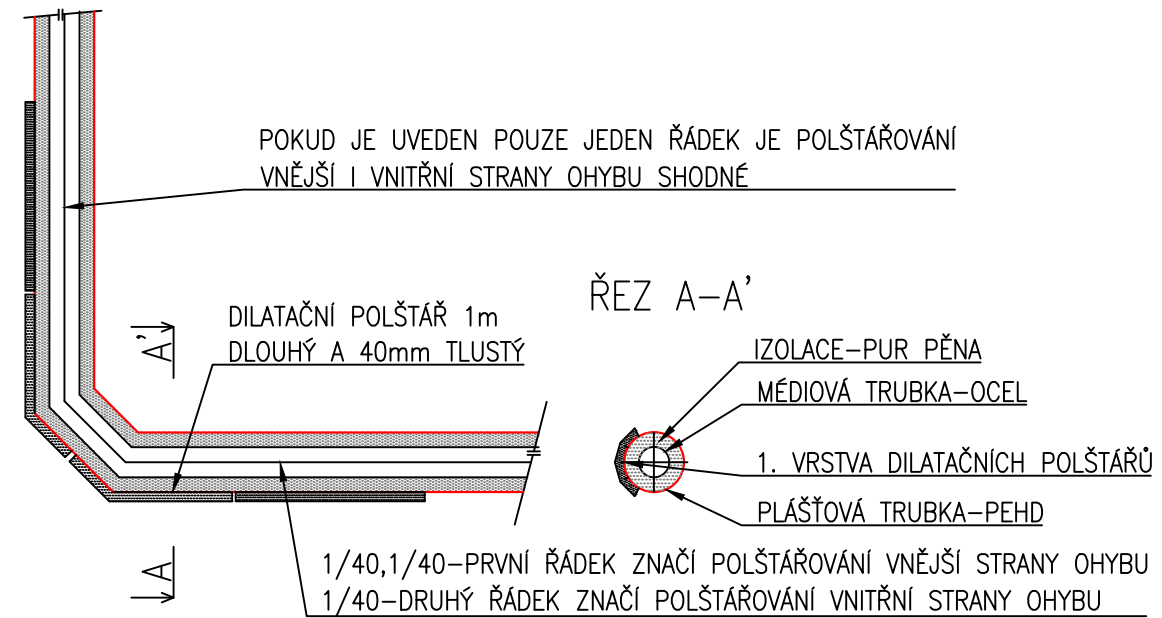 POKUD JE UVEDEN POUZE JEDEN ŘÁDEK JE POLŠTÁŘOVÁNÍ
VNĚJŠÍ I VNITŘNÍ STRANY OHYBU SHODNÉ
ŘEZ A–A'
DILATAČNÍ POLŠTÁŘ 1m
DLOUHÝ A 40mm TLUSTÝ
A'
IZOLACE–PUR PĚNA
MÉDIOVÁ TRUBKA–OCEL
1. VRSTVA DILATAČNÍCH POLŠTÁŘŮ
PLÁŠŤOVÁ TRUBKA–PEHD
A
1/40,1/40–PRVNÍ ŘÁDEK ZNAČÍ POLŠTÁŘOVÁNÍ VNĚJŠÍ STRANY OHYBU
1/40–DRUHÝ ŘÁDEK ZNAČÍ POLŠTÁŘOVÁNÍ VNITŘNÍ STRANY OHYBU